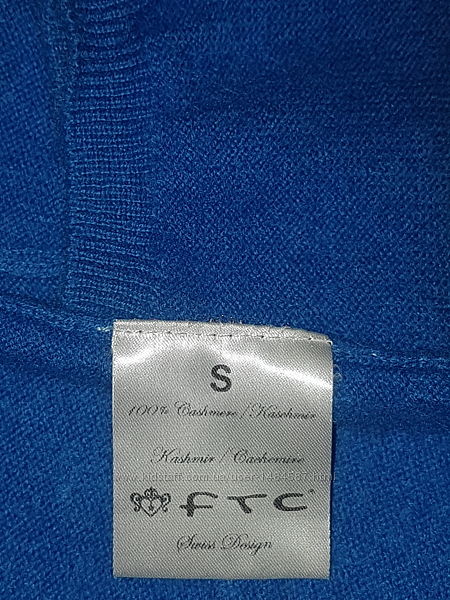 S
100% Cashmere/Kaschmir
Kashmir/Cachemire
FTC
Swiss Design